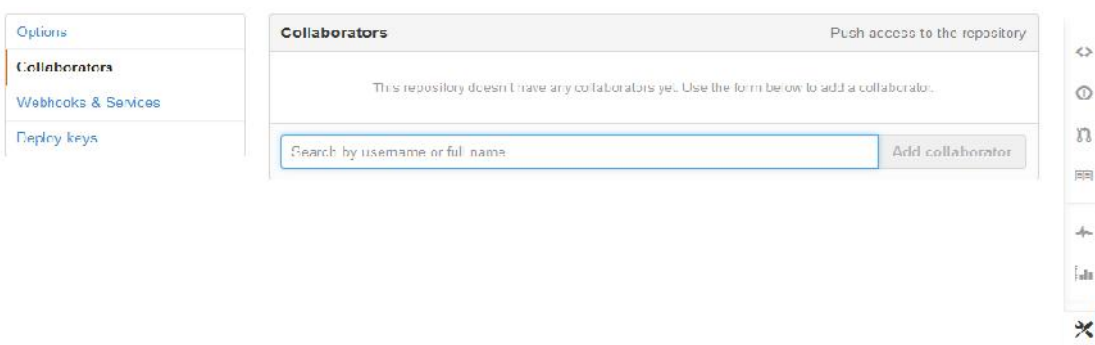 Options
Collaborators
Webhooks & Services
Deploy keys
Collaborators
Push access to the repository
This repository doesn't have any collaborators yet. Use the form below to add a collaborator.
Search by username or full name
Add collaborator